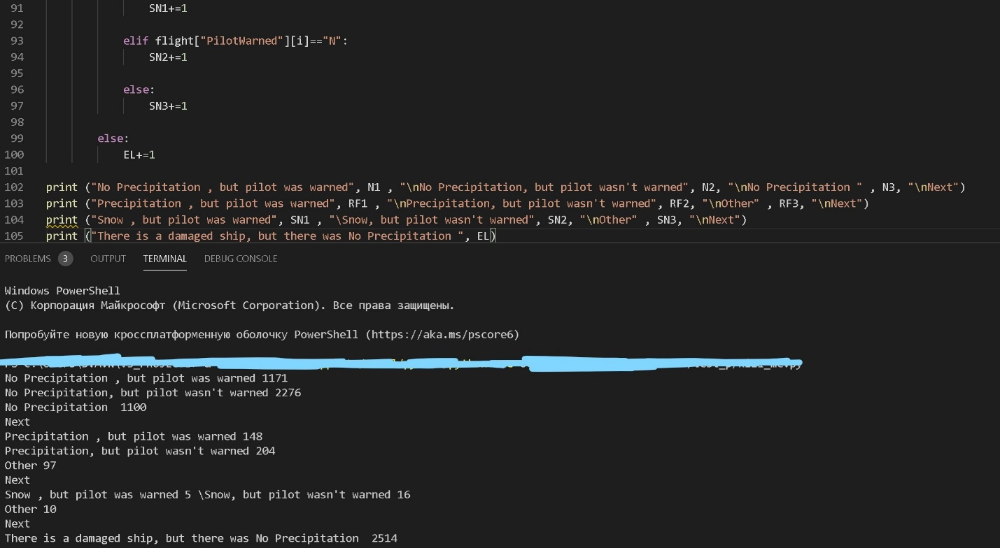 91 SN1+=1
92
93 elif flight["PilotWarned"][i]=="N":
94 SN2+=1
95
96 else:
97 SN3+=1
98
99 else:
100 EL+=1
101
102 print ("No Precipitation , but pilot was warned", N1 , "\nNo Precipitation, but pilot wasn't warned", N2, "\nNo Precipitation " , N3, "\nNext")
103 print ("Precipitation , but pilot was warned", RF1 , "\nPrecipitation, but pilot wasn't warned", RF2, "\nOther" , RF3, "\nNext")
104 print ("Snow , but pilot was warned", SN1 , "\Snow, but pilot wasn't warned", SN2, "\nOther" , SN3, "\nNext")
105 print ("There is a damaged ship, but there was No Precipitation ", EL)
PROBLEMS 3 OUTPUT TERMINAL DEBUG CONSOLE
Windows PowerShell
(C) Корпорация Майкрософт (Microsoft Corporation). Все права защищены.
Попробуйте новую кроссплатформенную оболочку PowerShell (https://aka.ms/pscore6)
No Precipitation , but pilot was warned 1171
No Precipitation, but pilot wasn't warned 2276
No Precipitation  1100
Next
Precipitation , but pilot was warned 148
Precipitation, but pilot wasn't warned 204
Other 97
Next
Snow , but pilot was warned 5 \Snow, but pilot wasn't warned 16
Other 10
Next
There is a damaged ship, but there was No Precipitation  2514